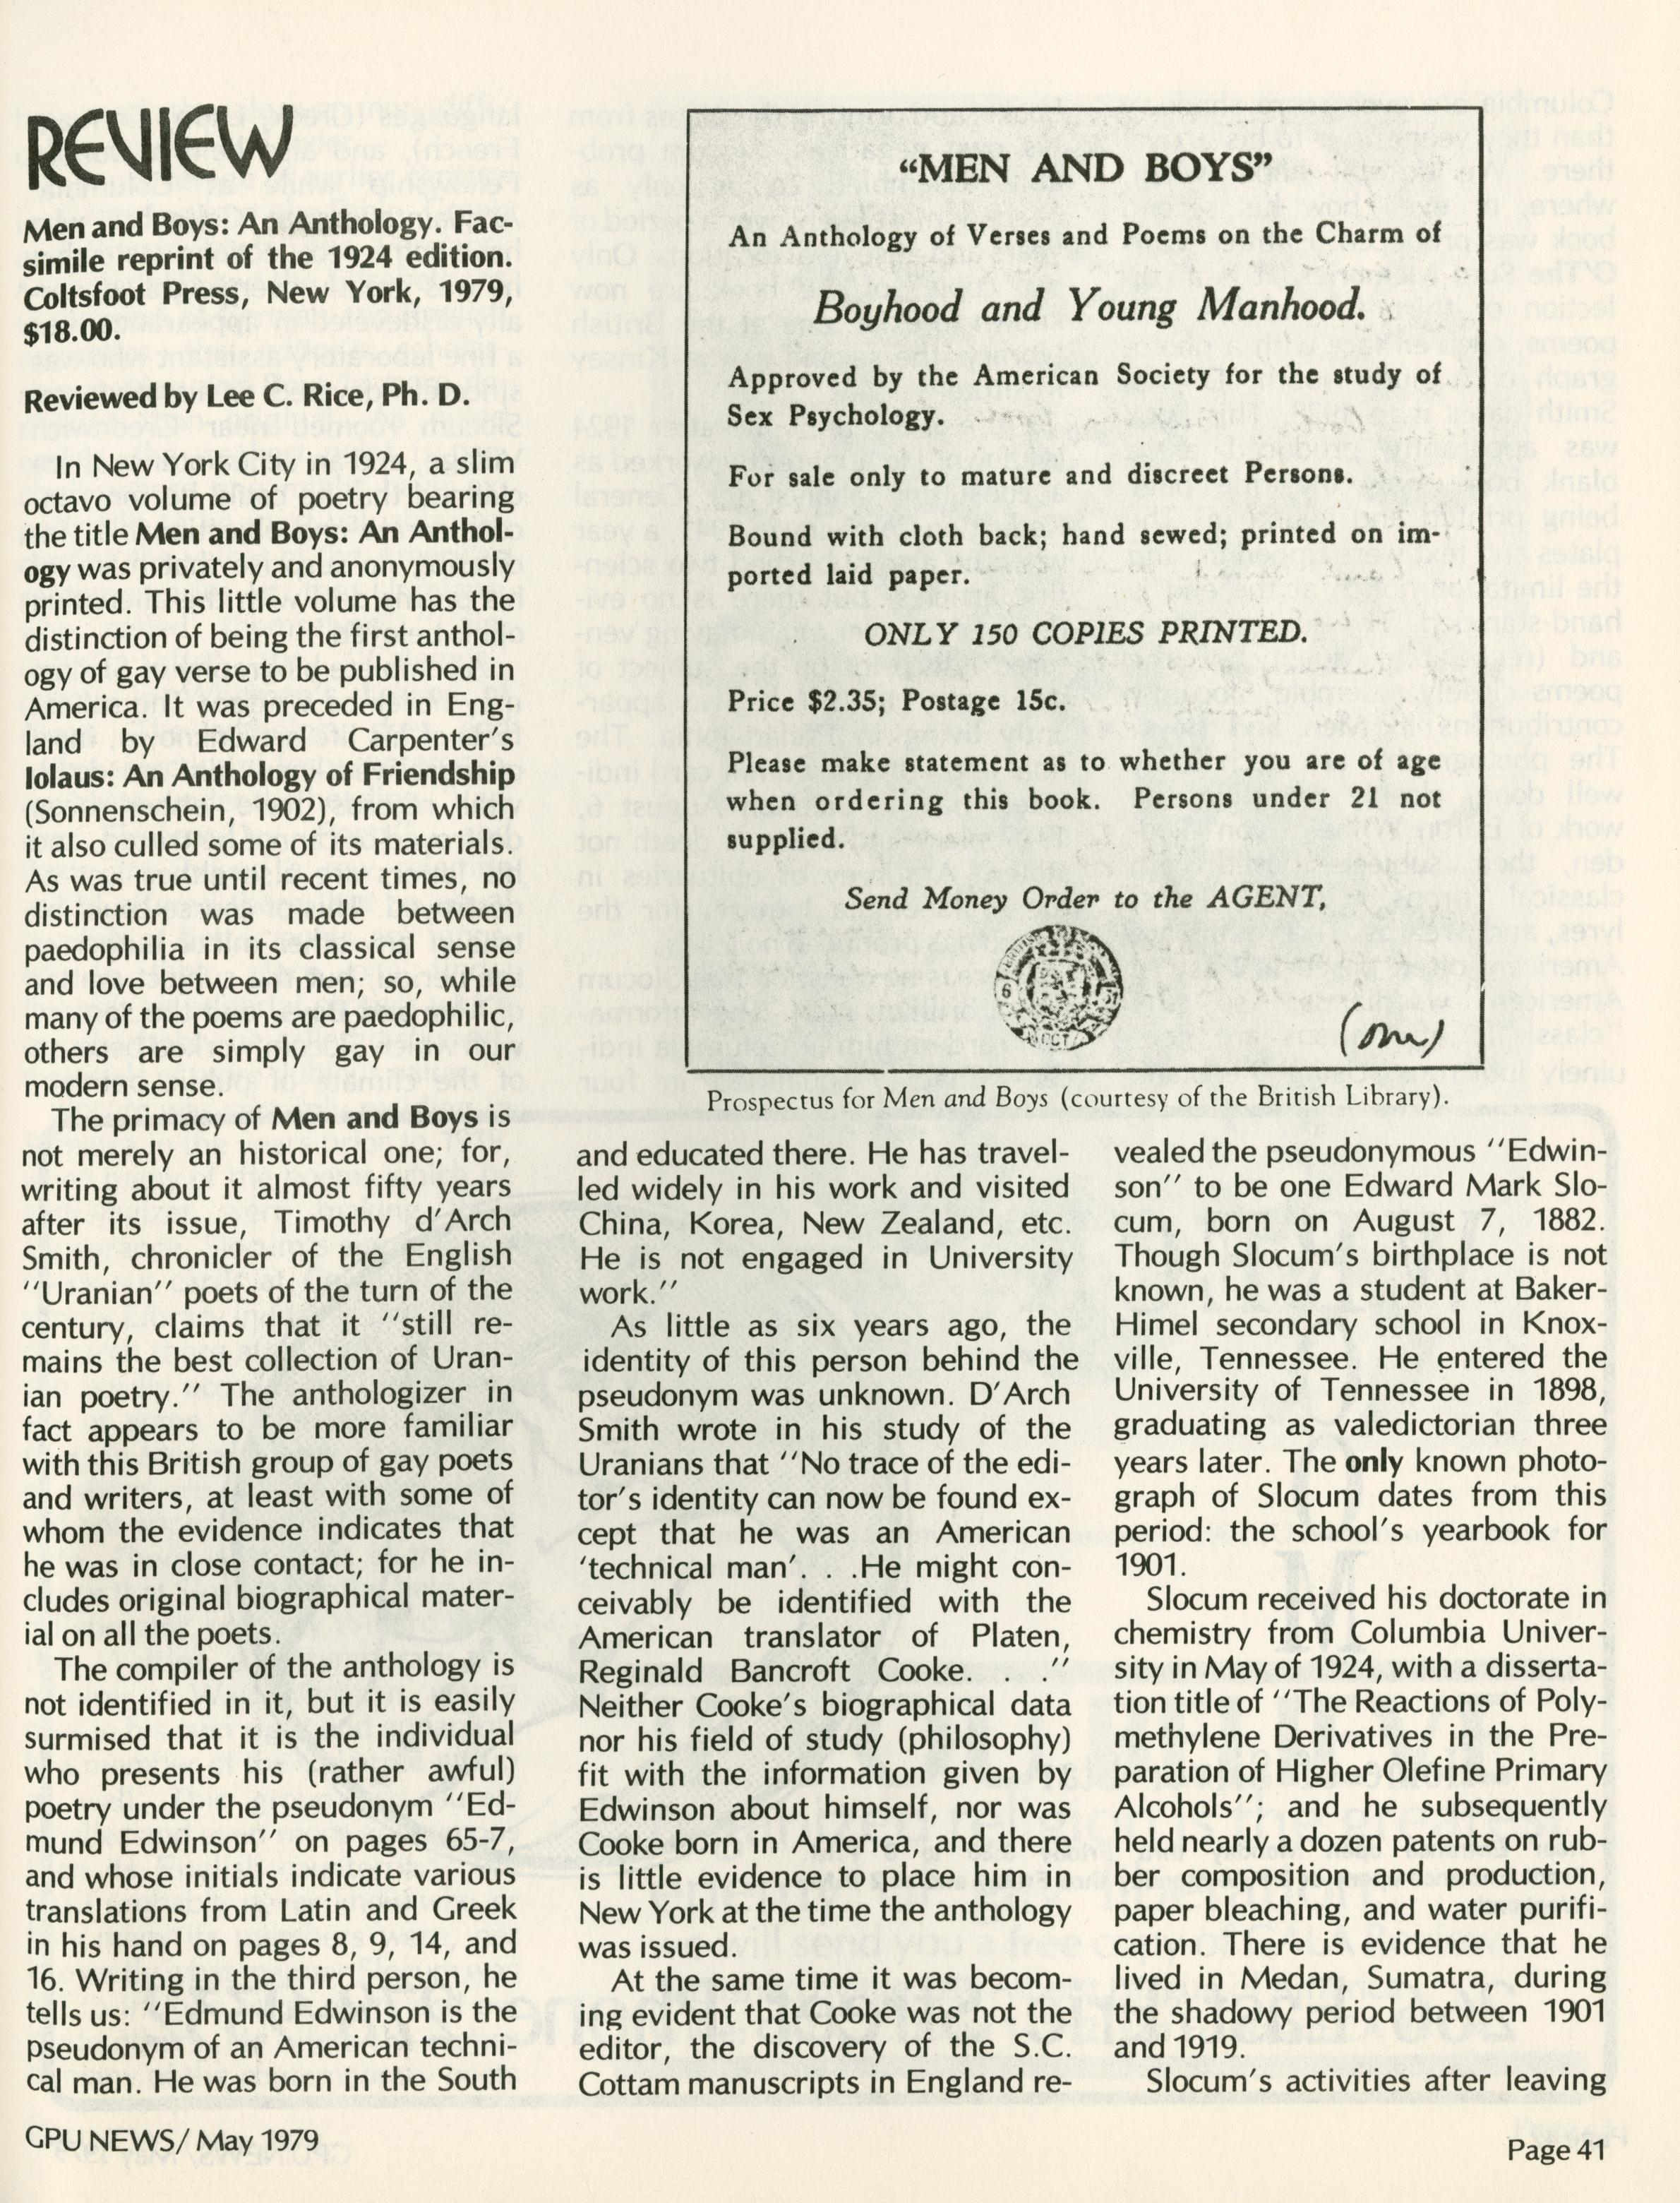 REVIEW
Men and Boys: An Anthology. Fac-
simile reprint of the 1924 edition.
Coltsfoot Press, New York, 1979,
$18.00.
Reviewed by Lee C. Rice, Ph. D.
In New York City in 1924, a slim
octavo volume of poetry bearing
the title Men and Boys: An Anthol-
ogy was privately and anonymously
printed. This little volume has the
distinction of being the first anthol-
ogy of gay verse to be published in
America. It was preceded in Eng-
land by Edward Carpenter's
Iolaus: An Anthology of Friendship
(Sonnenschein, 1902), from which
it also culled some of its materials.
As was true until recent times, no
distinction was made between
paedophilia in its classical sense
and love between men; so, while
many of the poems are paedophilic,
others are simply gay in our
modern sense.
The primacy of Men and Boys is
not merely an historical one; for,
writing about it almost fifty years
after its issue, Timothy d'Arch
Smith, chronicler of the English
"Uranian" poets of the turn of the
century, claims that it "still re-
mains the best collection of Uran-
ian poetry." The anthologizer in
fact appears to be more familiar
with this British group of gay poets
and writers, at least with some of
whom the evidence indicates that
he was in close contact; for he in-
cludes original biographical mater-
ial on all the poets.
The compiler of the anthology is
not identified in it, but it is easily
surmised that it is the individual
who presents his (rather awful)
poetry under the pseudonym "Ed-
mund Edwinson" on pages 65-7,
and whose initials indicate various
translations from Latin and Greek
in his hand on pages 8, 9, 14, and
16. Writing in the third person, he
tells us: "Edmund Edwinson is the
pseudonym of an American techni-
cal man. He was born in the South
"MEN AND BOYS"
An Anthology of Verses and Poems on the Charm of
Boyhood and Young Manhood.
Approved by the American Society for the study of
Sex Psychology.
For sale only to mature and discreet Persons.
Bound with cloth back; hand sewed; printed on im-
ported laid paper.
ONLY 150 COPIES PRINTED.
Price $2.35; Postage 15c.
Please make statement as to whether you are of age
when ordering this book. Persons under 21 not
supplied.
Send Money Order to the AGENT,
Prospectus for Men and Boys (courtesy of the British Library).
and educated there. He has travel-
led widely in his work and visited
China, Korea, New Zealand, etc.
He is not engaged in University
work."
As little as six years ago, the
identity of this person behind the
pseudonym was unknown. D'Arch
Smith wrote in his study of the
Uranians that "No trace of the edi-
tor's identity can now be found ex-
cept that he was an American
'technical man'. . .He might con-
ceivably be identified with the
American translator of Platen,
Reginald Bancroft Cooke. . ."
Neither Cooke's biographical data
nor his field of study (philosophy)
fit with the information given by
Edwinson about himself, nor was
Cooke born in America, and there
is little evidence to place him in
New York at the time the anthology
was issued.
At the same time it was becom-
ing evident that Cooke was not the
editor, the discovery of the S.C.
Cottam manuscripts in England re-
vealed the pseudonymous "Edwin-
son" to be one Edward Mark Slo-
cum, born on August 7, 1882.
Though Slocum's birthplace is not
known, he was a student at Baker-
Himel secondary school in Knox-
ville, Tennessee. He entered the
University of Tennessee in 1898,
graduating as valedictorian three
years later. The only known photo-
graph of Slocum dates from this
period: the school's yearbook for
1901.
Slocum received his doctorate in
chemistry from Columbia Univer-
sity in May of 1924, with a disserta-
tion title of "The Reactions of Poly-
methylene Derivatives in the Pre-
paration of Higher Olefine Primary
Alcohols"; and he subsequently
held nearly a dozen patents on rub-
ber composition and production,
paper bleaching, and water purifi-
cation. There is evidence that he
lived in Medan, Sumatra, during
the shadowy period between 1901
and 1919.
Slocum's activities after leaving
GPU NEWS/ May 1979
Page 41